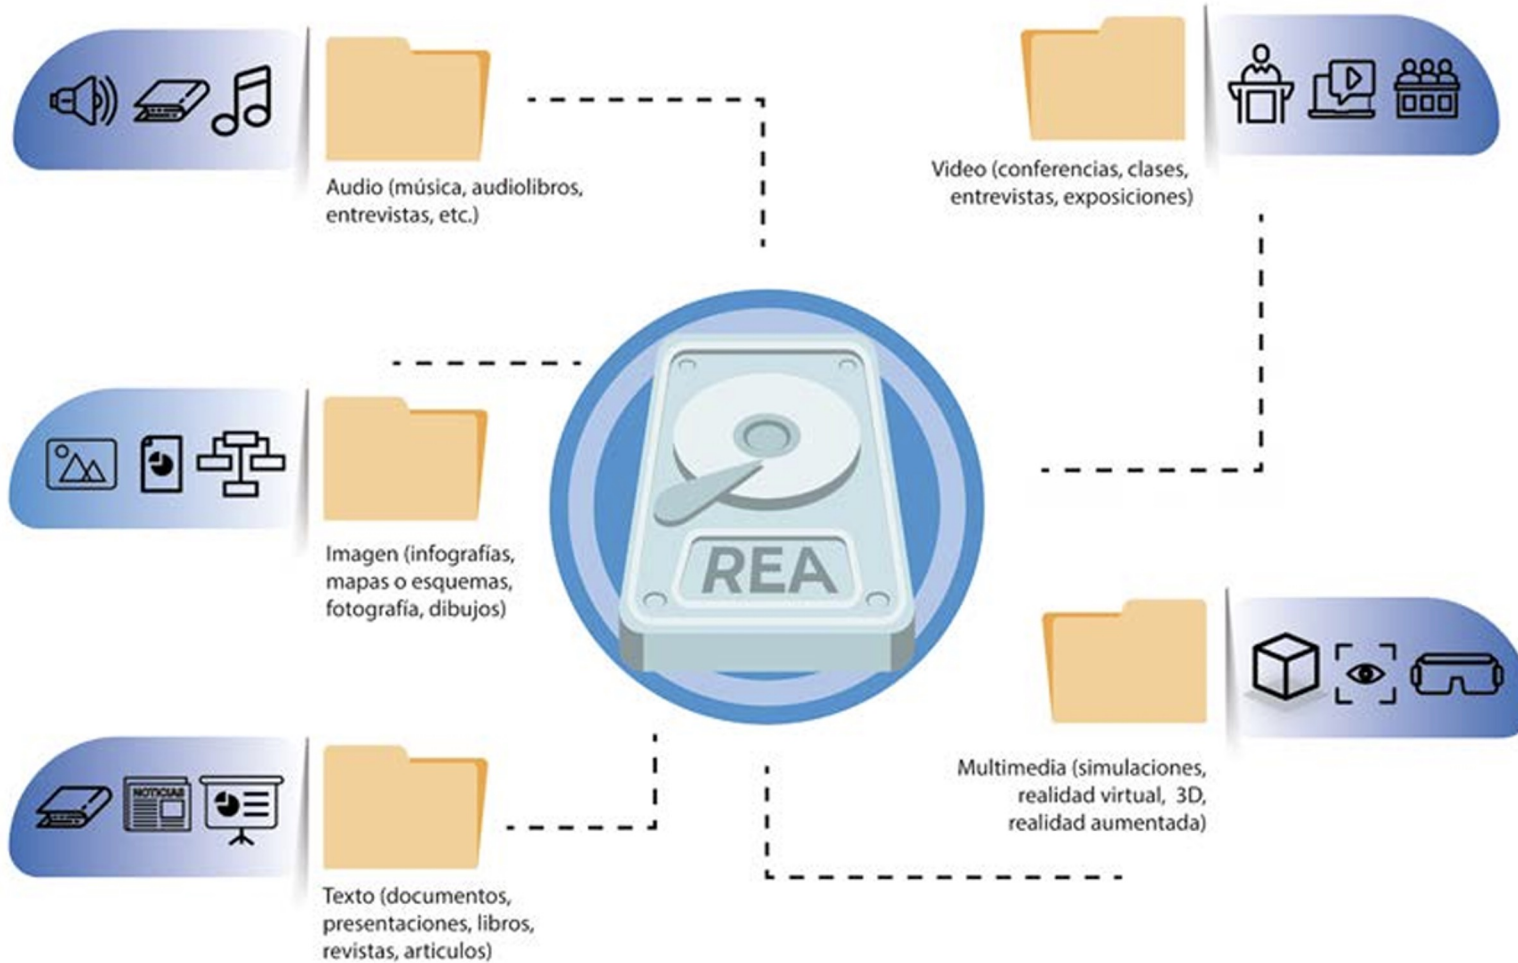 Audio (música, audiolibros,
entrevistas, etc.)
Video (conferencias, clases,
entrevistas, exposiciones)
REA
Imagen (infografías,
mapas o esquemas,
fotografía, dibujos)
Multimedia (simulaciones,
realidad virtual,  3D,
realidad aumentada)
NOTICIAS
Texto (documentos,
presentaciones, libros,
revistas, articulos)